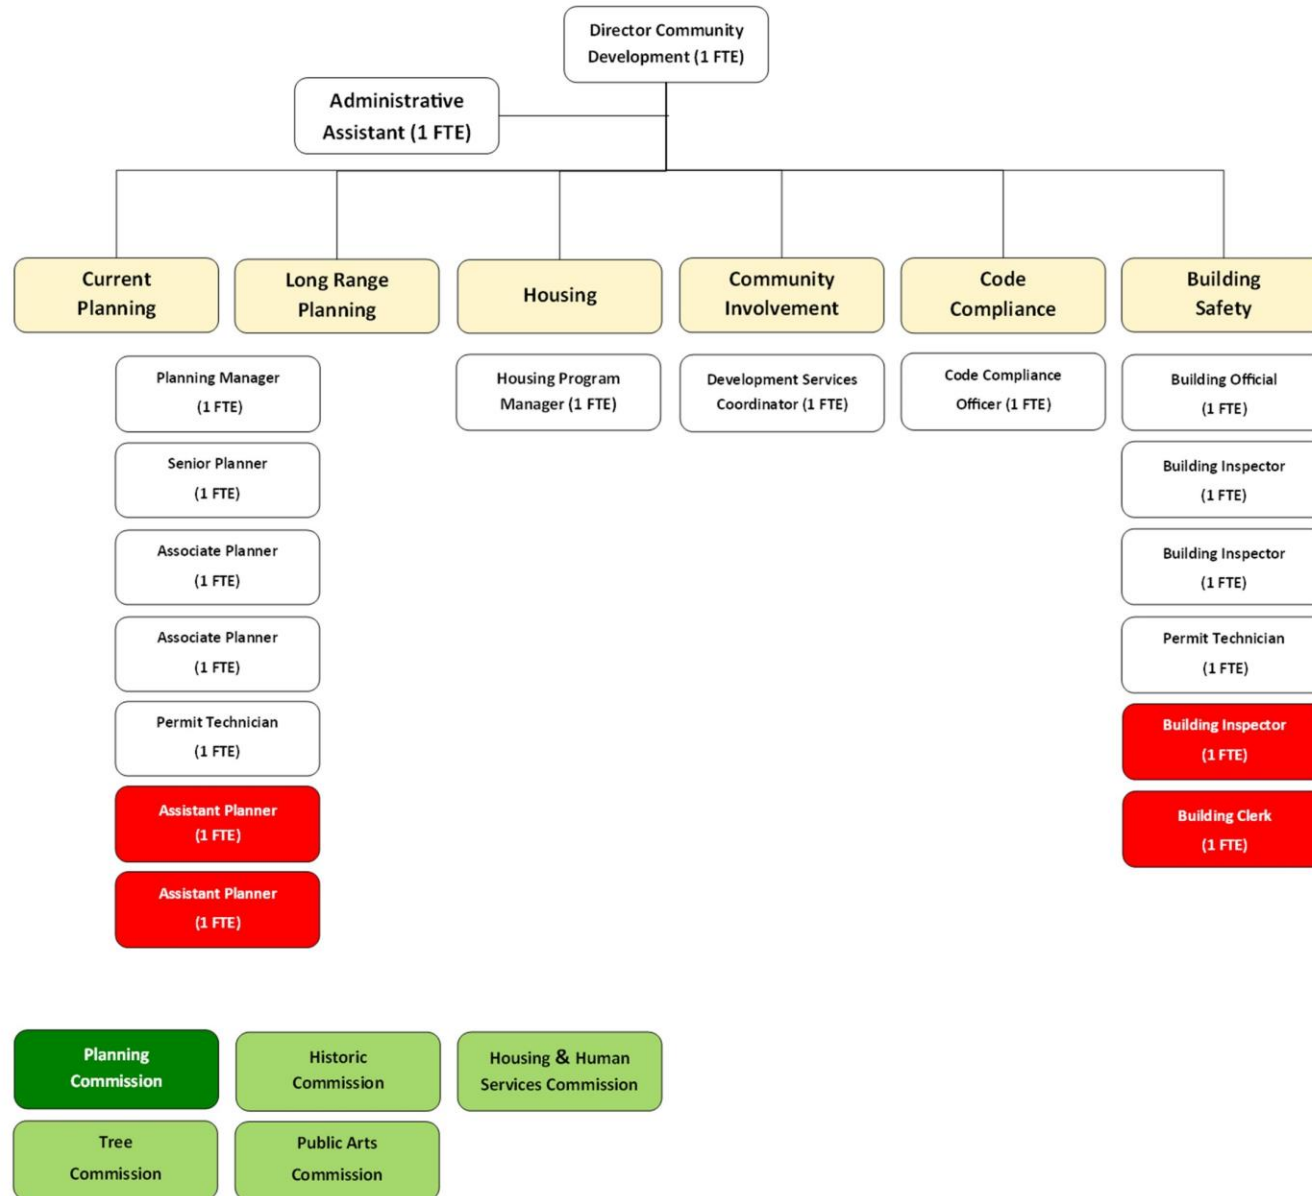 Director Community
Development (1 FTE)
Administrative
Assistant (1 FTE)
Current
Planning
Long Range
Planning
Housing
Community
Involvement
Code
Compliance
Building
Safety
Planning Manager
(1 FTE)
Senior Planner
(1 FTE)
Associate Planner
(1 FTE)
Associate Planner
(1 FTE)
Permit Technician
(1 FTE)
Assistant Planner
(1 FTE)
Assistant Planner
(1 FTE)
Housing Program
Manager (1 FTE)
Development Services
Coordinator (1 FTE)
Code Compliance
Officer (1 FTE)
Building Official
(1 FTE)
Building Inspector
(1 FTE)
Building Inspector
(1 FTE)
Permit Technician
(1 FTE)
Building Inspector
(1 FTE)
Building Clerk
(1 FTE)
Planning
Commission
Historic
Commission
Housing & Human
Services Commission
Tree
Commission
Public Arts
Commission